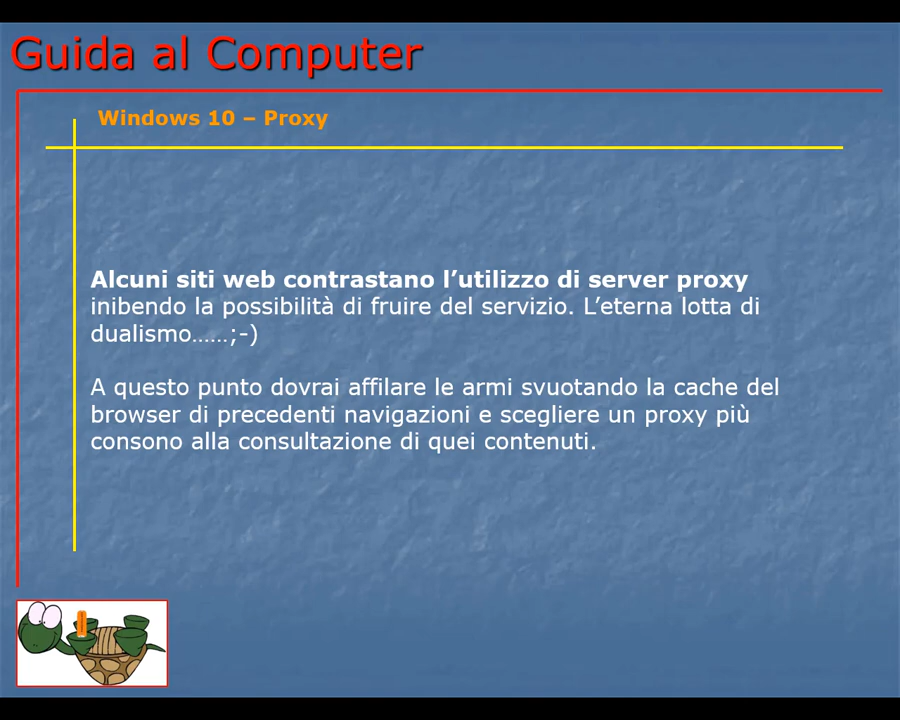 Guida al Computer
Windows 10 – Proxy
Alcuni siti web contrastano l’utilizzo di server proxy
inibendo la possibilità di fruire del servizio. L’eterna lotta di
dualismo……;-)
A questo punto dovrai affilare le armi svuotando la cache del
browser di precedenti navigazioni e scegliere un proxy più
consono alla consultazione di quei contenuti.